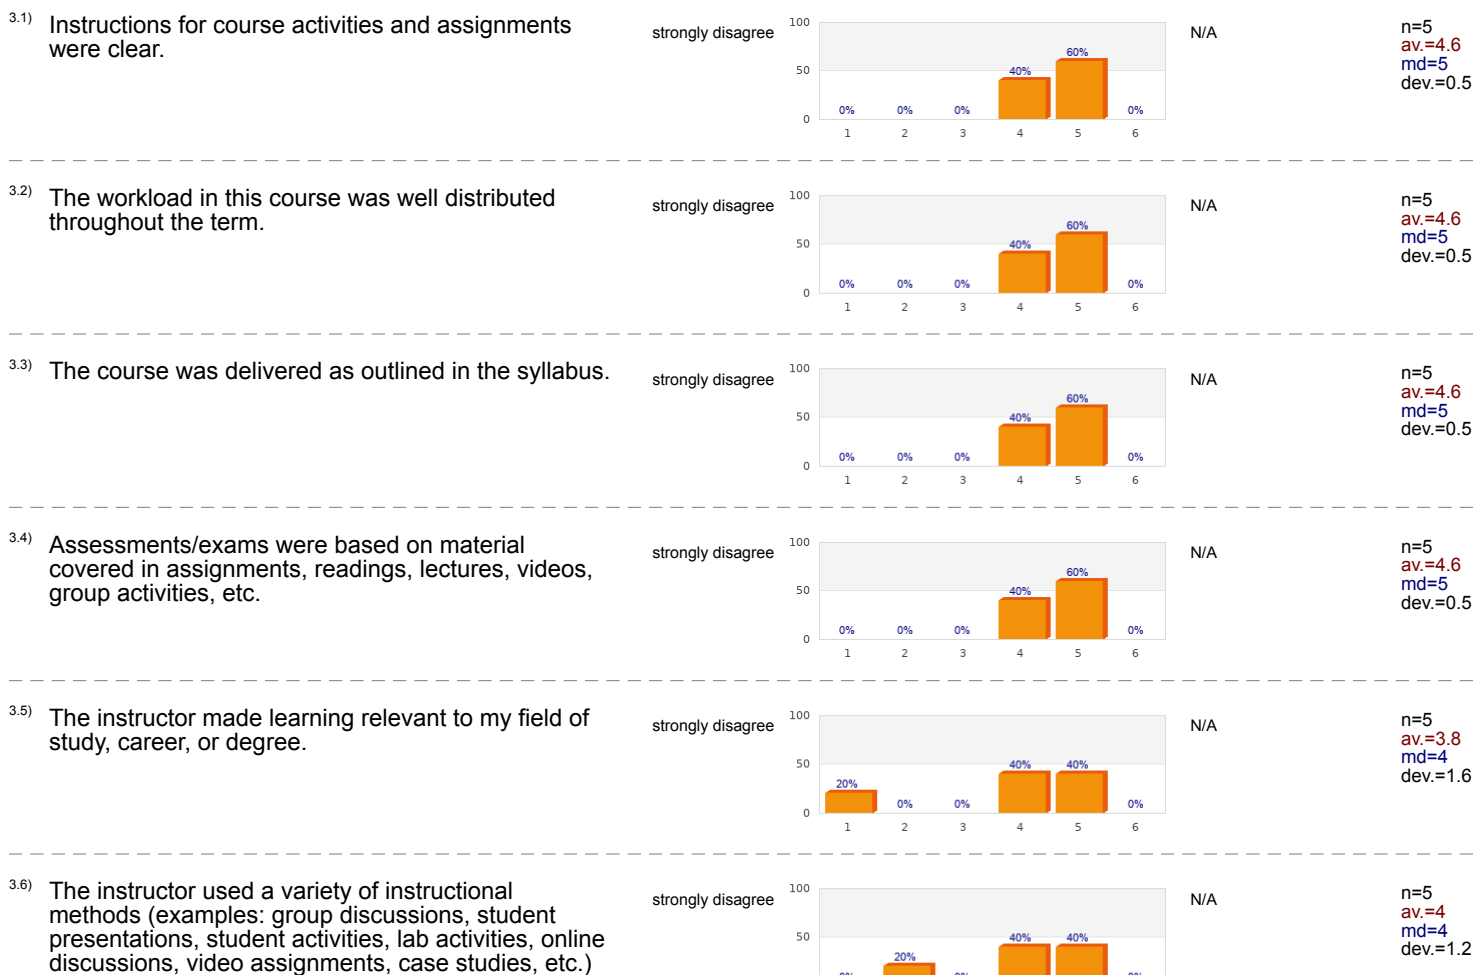 3.1) Instructions for course activities and assignments
were clear.
strongly disagree
100
50
0
0% 0% 0% 40% 60% 0%
1 2 3 4 5 6
N/A
n=5
av.=4.6
md=5
dev.=0.5
3.2) The workload in this course was well distributed
throughout the term.
strongly disagree
100
50
0
0% 0% 0% 40% 60% 0%
1 2 3 4 5 6
N/A
n=5
av.=4.6
md=5
dev.=0.5
3.3) The course was delivered as outlined in the syllabus.
strongly disagree
100
50
0
0% 0% 0% 40% 60% 0%
1 2 3 4 5 6
N/A
n=5
av.=4.6
md=5
dev.=0.5
3.4) Assessments/exams were based on material
covered in assignments, readings, lectures, videos,
group activities, etc.
strongly disagree
100
50
0
0% 0% 0% 40% 60% 0%
1 2 3 4 5 6
N/A
n=5
av.=4.6
md=5
dev.=0.5
3.5) The instructor made learning relevant to my field of
study, career, or degree.
strongly disagree
100
50
0
20% 0% 0% 40% 40% 0%
1 2 3 4 5 6
N/A
n=5
av.=3.8
md=4
dev.=1.6
3.6) The instructor used a variety of instructional
methods (examples: group discussions, student
presentations, student activities, lab activities, online
discussions, video assignments, case studies, etc.)
strongly disagree
100
50
20% 40% 40%
N/A
n=5
av.=4
md=4
dev.=1.2